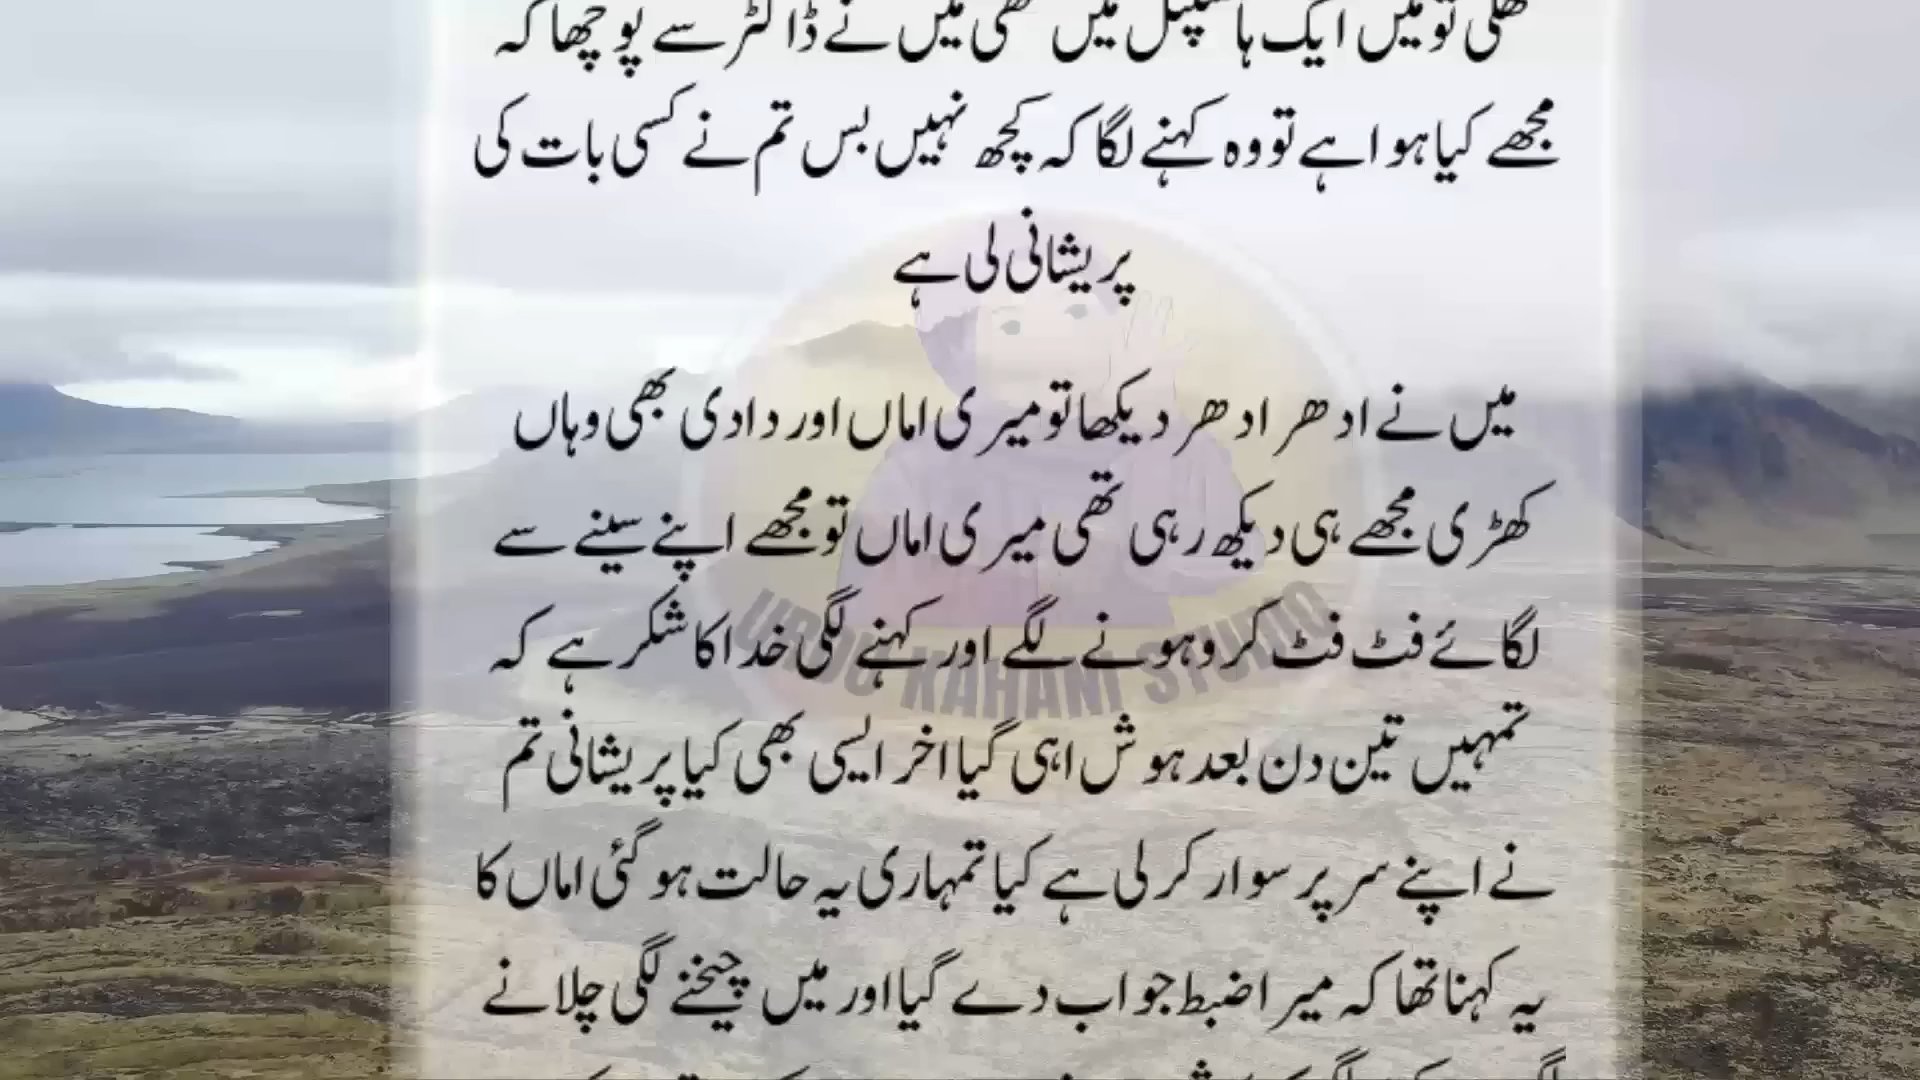 کھلی تو میں ایک ہاسپٹل میں تھی میں نے ڈاکٹر سے پوچھا کہ
مجھے کیا ہوا ہے تو وہ کہنے لگا کہ کچھ نہیں بس تم نے کسی بات کی
پریشانی لی ہے
میں نے ادھر ادھر دیکھا تو میری اماں اور دادی بھی وہاں
کھڑی مجھے ہی دیکھ رہی تھی میری اماں تو مجھے اپنے سینے سے
لگائے فٹ فٹ کر وہونے لگے اور کہنے لگی خدا کا شکر ہے کہ
تمہیں تین دن بعد ہوش اہی گیا اخر ایسی بھی کیا پریشانی تم
نے اپنے سر پر سوار کر لی ہے کیا تمہاری یہ حالت ہو گئی اماں کا
یہ کہنا تھا کہ میرا ضبط جواب دے گیا اور میں چیخنے لگی چلانے
URDU KAHANI STUDIO